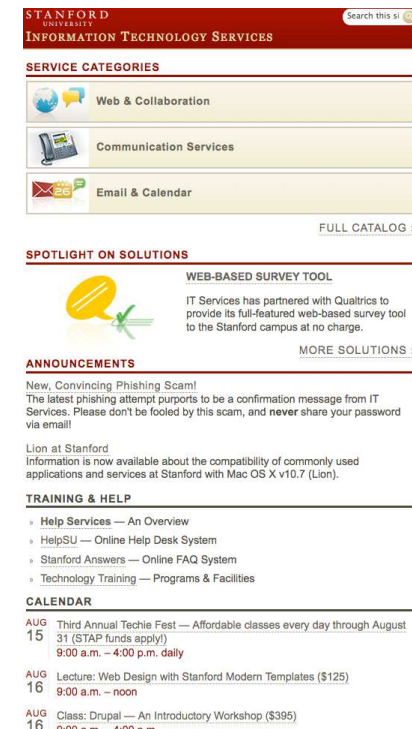 STANFORD
UNIVERSITY
INFORMATION TECHNOLOGY SERVICES
Search this si
SERVICE CATEGORIES
Web & Collaboration
Communication Services
26
Email & Calendar
FULL CATALOG
SPOTLIGHT ON SOLUTIONS
WEB-BASED SURVEY TOOL
IT Services has partnered with Qualtrics to
provide its full-featured web-based survey tool
to the Stanford campus at no charge.
MORE SOLUTIONS
ANNOUNCEMENTS
New, Convincing Phishing Scam!
The latest phishing attempt purports to be a confirmation message from IT
Services. Please don't be fooled by this scam, and never share your password
via email!
Lion at Stanford
Information is now available about the compatibility of commonly used
applications and services at Stanford with Mac OS X v10.7 (Lion).
TRAINING & HELP
» Help Services — An Overview
» HelpSU — Online Help Desk System
» Stanford Answers — Online FAQ System
» Technology Training — Programs & Facilities
CALENDAR
AUG 15 Third Annual Techie Fest — Affordable classes every day through August
31 (STAP funds apply!)
9:00 a.m. – 4:00 p.m. daily
AUG 16 Lecture: Web Design with Stanford Modern Templates ($125)
9:00 a.m. – noon
AUG 16 Class: Drupal — An Introductory Workshop ($395)
9:00 a.m. – 4:00 p.m.